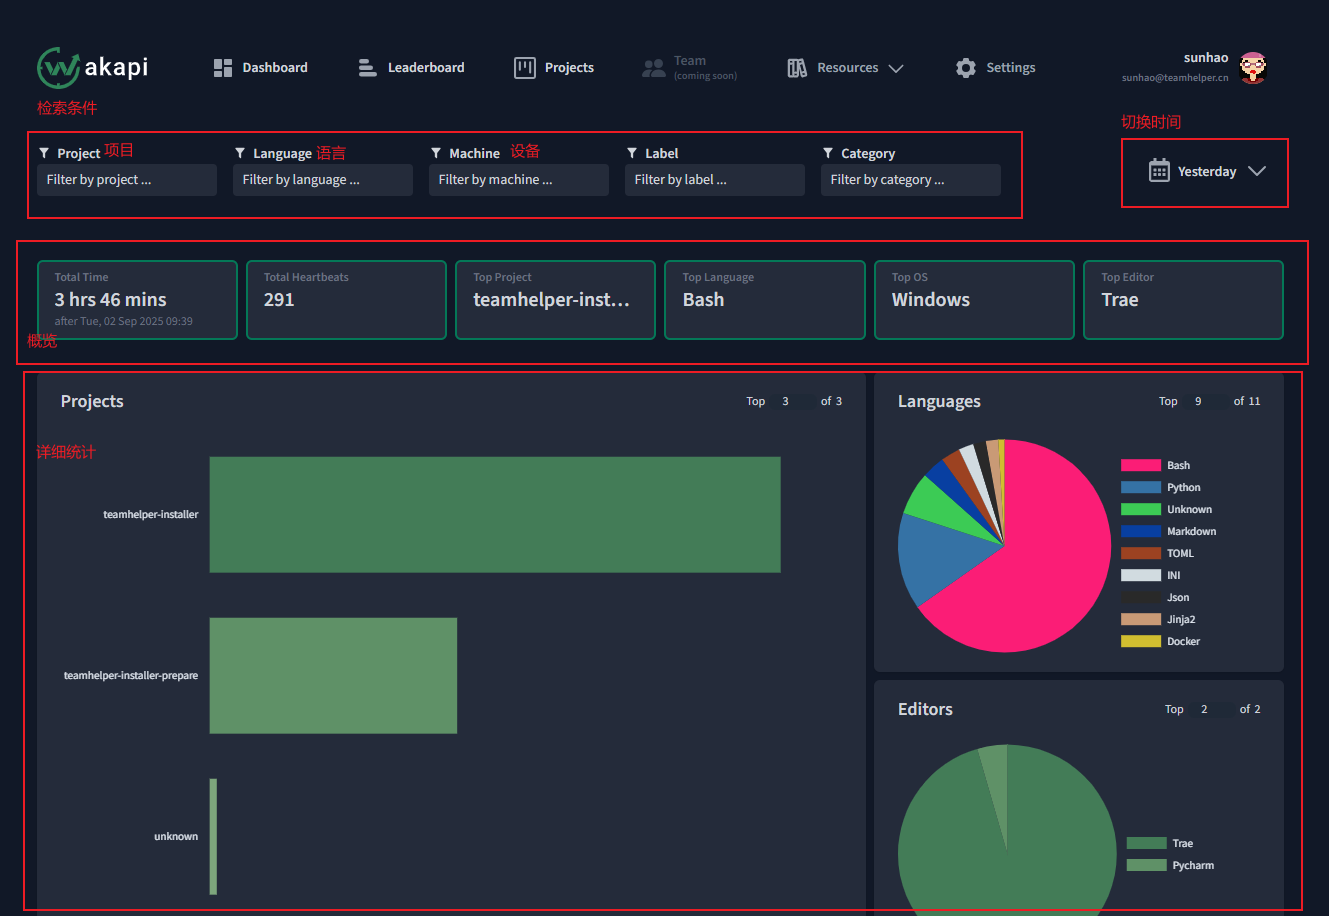 akapi
Dashboard
Leaderboard
Projects
Team
(coming soon)
Resources
Settings
sunhao
sunhao@teamhelper.cn
检索条件
切换时间
Project 项目
Language 语言
Machine 设备
Label
Category
Filter by project ...
Filter by language ...
Filter by machine ...
Filter by label ...
Filter by category ...
Yesterday
Total Time
3 hrs 46 mins
after Tue, 02 Sep 2025 09:39
Total Heartbeats
291
Top Project
teamhelper-inst...
Top Language
Bash
Top OS
Windows
Top Editor
Trae
概览
Projects
Top 3 of 3
详细统计
teamhelper-installer
teamhelper-installer-prepare
unknown
Languages
Top 9 of 11
Bash
Python
Unknown
Markdown
TOML
INI
Json
Jinja2
Docker
Editors
Top 2 of 2
Trae
Pycharm